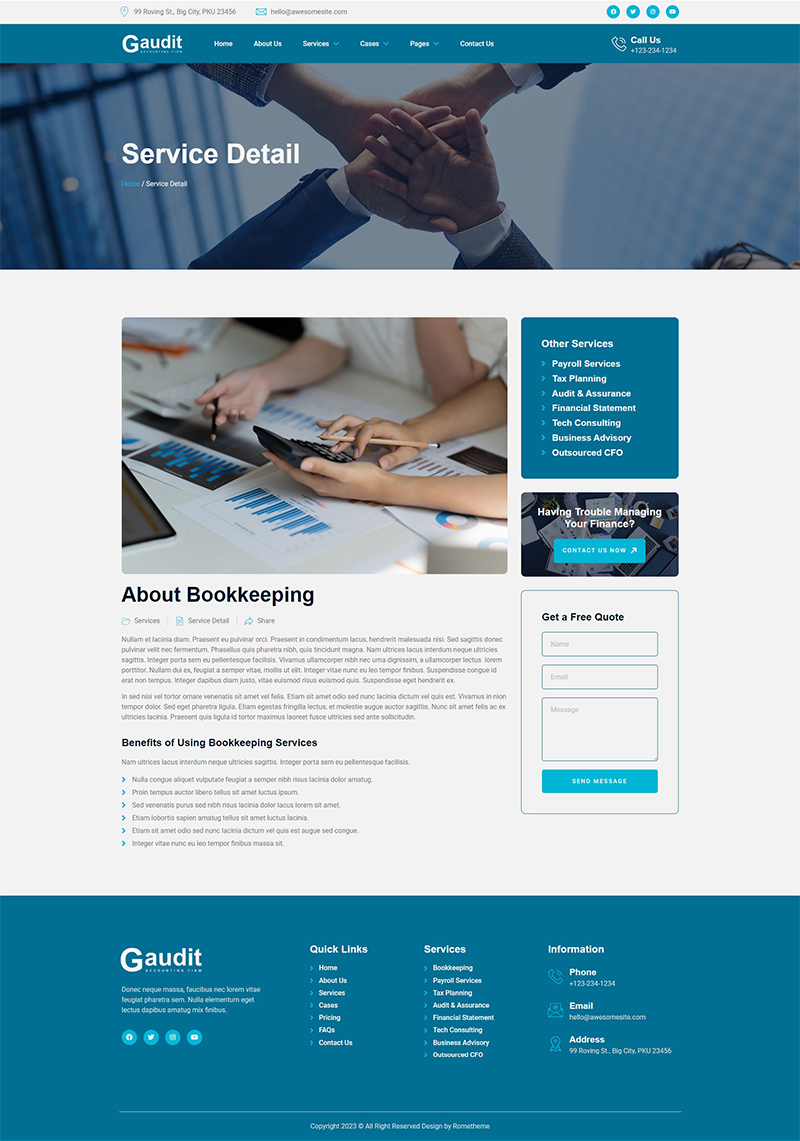 99 Roving St., Big City, PKU 23456
hello@awesomesite.com
Gaudit
ACCOUNTING FIRM
Home
About Us
Services
Cases
Pages
Contact Us
Call Us
+123-234-1234
Service Detail
Home / Service Detail
Other Services
Payroll Services
Tax Planning
Audit & Assurance
Financial Statement
Tech Consulting
Business Advisory
Outsourced CFO
Having Trouble Managing
Your Finance?
CONTACT US NOW
Get a Free Quote
Name
Email
Message
SEND MESSAGE
About Bookkeeping
Services
Service Detail
Share
Nullam et lacinia diam. Praesent eu pulvinar orci. Praesent in condimentum lacus, hendrerit malesuada nisi. Sed sagittis donec
pulvinar velit nec fermentum. Phasellus quis pharetra nibh, quis tincidunt magna. Nam ultrices lacus interdum neque ultricies
sagittis. Integer porta sem eu pellentesque facilisis. Vivamus ullamcorper nibh nec urna dignissim, a ullamcorper lectus lorem
porttitor. Nullam dui ex, feugiat a semper vitae, mollis ut elit. Integer vitae nunc eu leo tempor finibus. Suspendisse congue id
erat non tempus. Integer dapibus diam justo, vitae euismod risus euismod quis. Suspendisse eget hendrerit ex.
In sed nisi vel tortor ornare venenatis sit amet vel felis. Etiam sit amet odio sed nunc lacinia dictum vel quis est. Vivamus in nion
tempor dolor. Sed eget pharetra ligula. Etiam egestas fringilla lectus, et molestie augue auctor sagittis. Nunc sit amet felis ac ex
ultricies lacinia. Praesent quis ligula id tortor maximus laoreet fusce ultricies sed ante sollicitudin.
Benefits of Using Bookkeeping Services
Nam ultrices lacus interdum neque ultricies sagittis. Integer porta sem eu pellentesque facilisis.
Nulla congue aliquet vulputate feugiat a semper nibh risus lacinia dolor amatug.
Proin tempus auctor libero tellus sit amet luctus ipsum.
Sed venenatis purus sed nibh risus lacinia dolor lacus lorem sit amet.
Etiam lobortis sapien amatug tellus sit amet luctus lacinia.
Etiam sit amet odio sed nunc lacinia dictum vel quis est augue sed congue.
Integer vitae nunc eu leo tempor finibus massa sit.
Gaudit
ACCOUNTING FIRM
Donec neque massa, faucibus nec lorem vitae
feugiat pharetra sem. Nulla elementum eget
lectus dapibus amatug mix finibus.
Quick Links
Home
About Us
Services
Cases
Pricing
FAQs
Contact Us
Services
Bookkeeping
Payroll Services
Tax Planning
Audit & Assurance
Financial Statement
Tech Consulting
Business Advisory
Outsourced CFO
Information
Phone
+123-234-1234
Email
hello@awesomesite.com
Address
99 Roving St., Big City, PKU 23456
Copyright 2023 © All Right Reserved Design by Rometheme